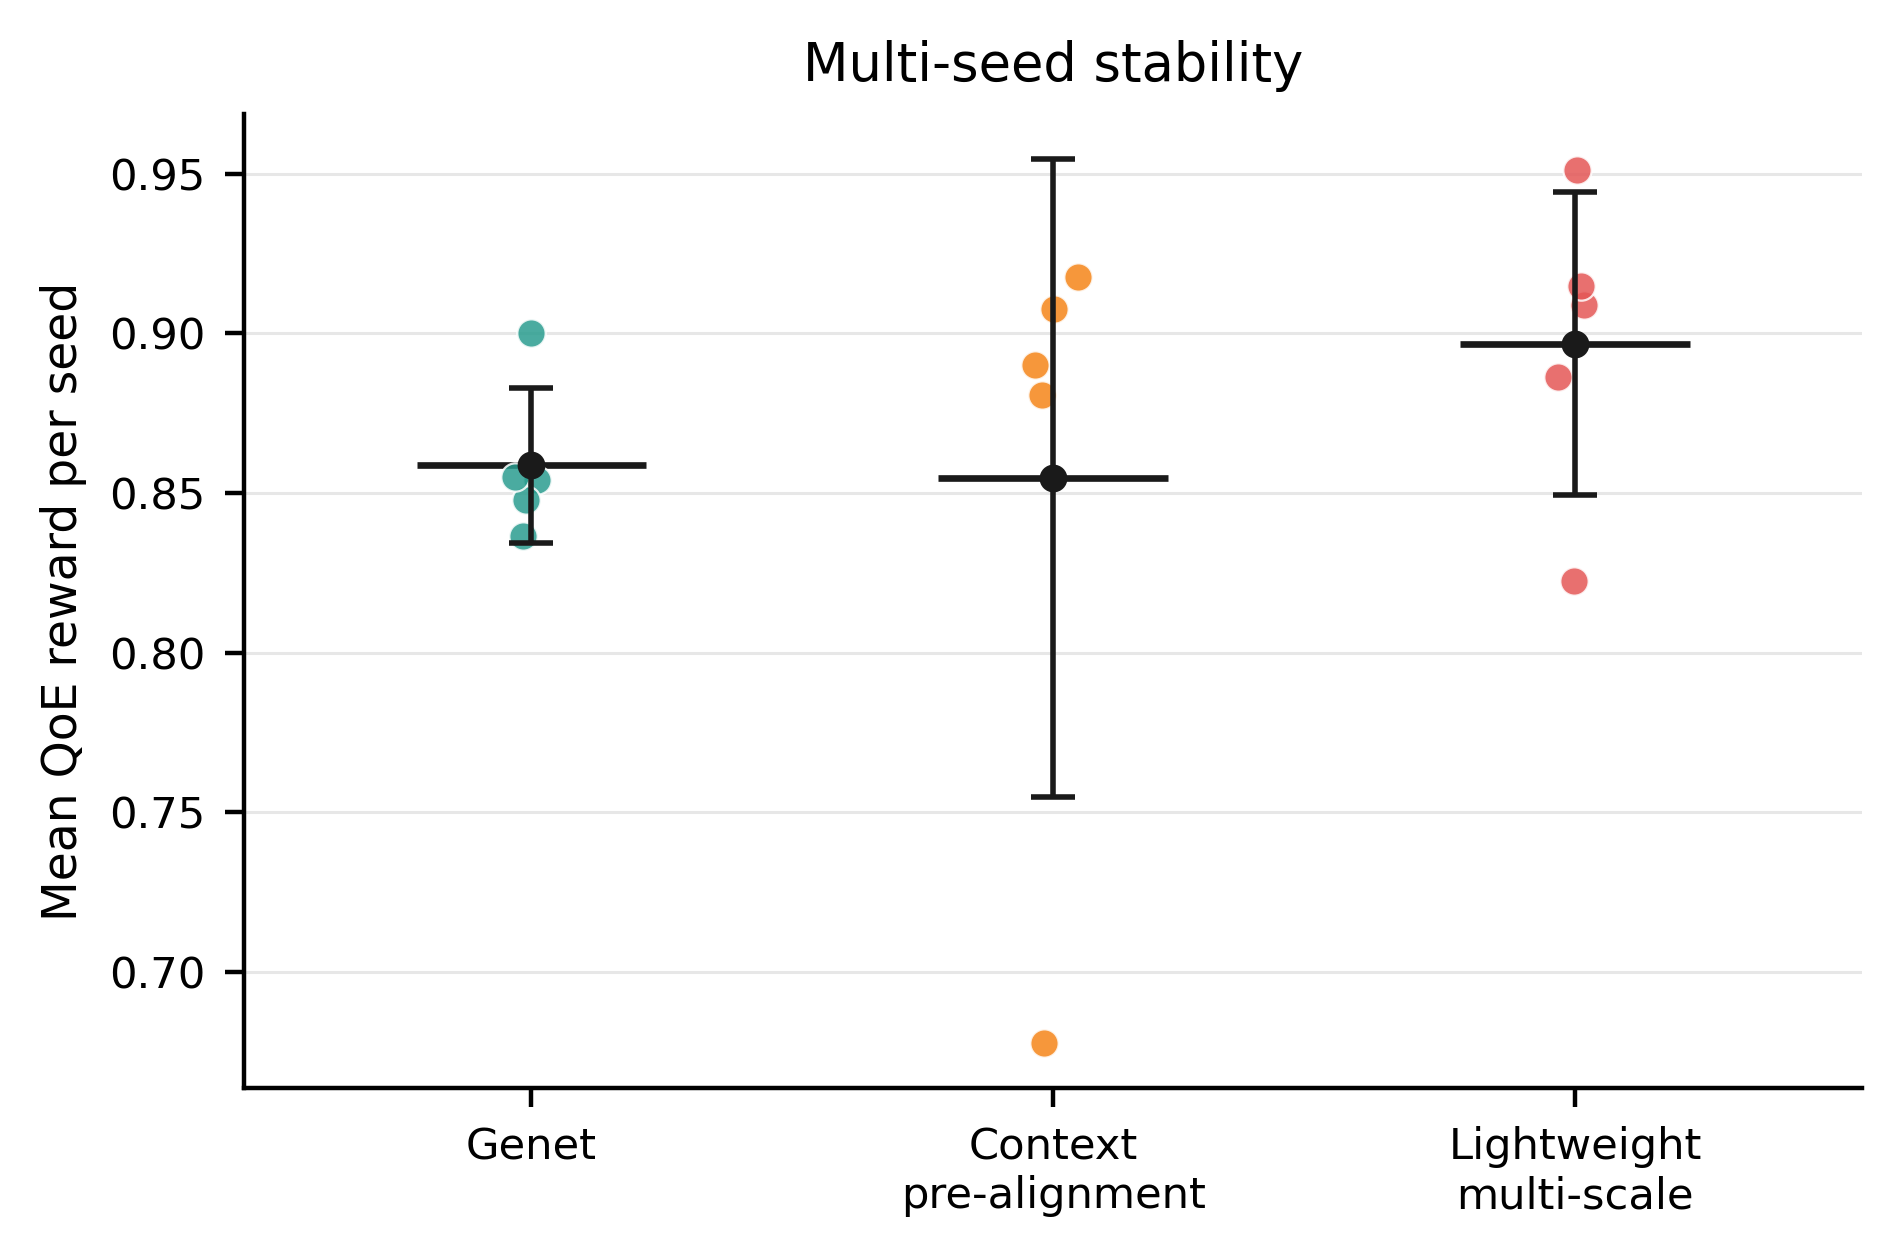 Multi-seed stability
Mean QoE reward per seed
0.95
0.90
0.85
0.80
0.75
0.70
Genet
Context
pre-alignment
Lightweight
multi-scale